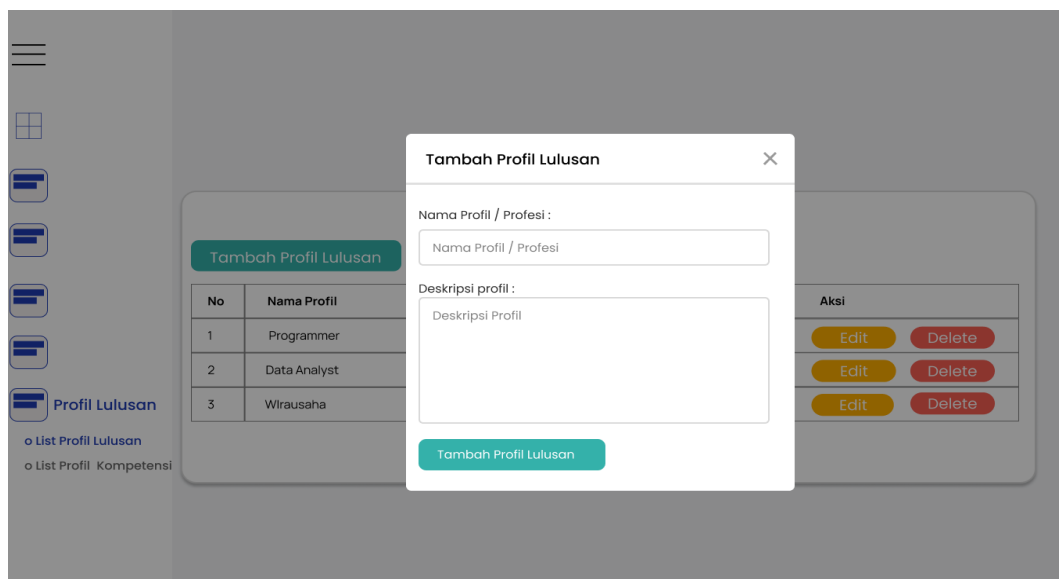 Tambah Profil Lulusan
Nama Profil / Profesi :
Nama Profil / Profesi
Deskripsi profil :
Deskripsi Profil
Tambah Profil Lulusan
Tambah Profil Lulusan
No Nama Profil Aksi
1 Programmer Edit Delete
2 Data Analyst Edit Delete
3 WIrausaha Edit Delete
Profil Lulusan
o List Profil Lulusan
o List Profil Kompetensi